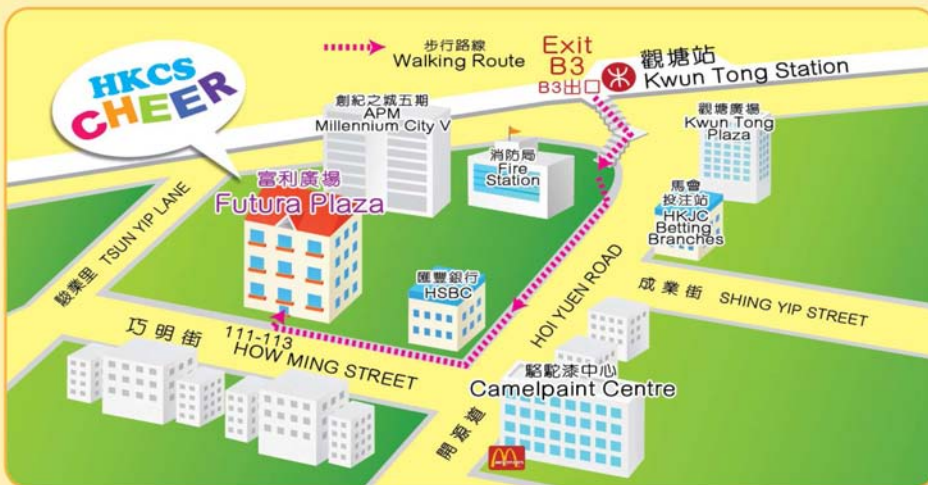 HKCS
CHEER
步行路線
Walking Route
Exit
B3
B3出口
觀塘站
Kwun Tong Station
創紀之城五期
APM
Millennium City V
觀塘廣場
Kwun Tong
Plaza
消防局
Fire
Station
富利廣場
Futura Plaza
馬會
投注站
HKJC
Betting
Branches
駿業里 TSUN YIP LANE
匯豐銀行
HSBC
HOI YUEN ROAD
成業街 SHING YIP STREET
巧明街
111-113
HOW MING STREET
駱駝漆中心
Camelpaint Centre
開源道